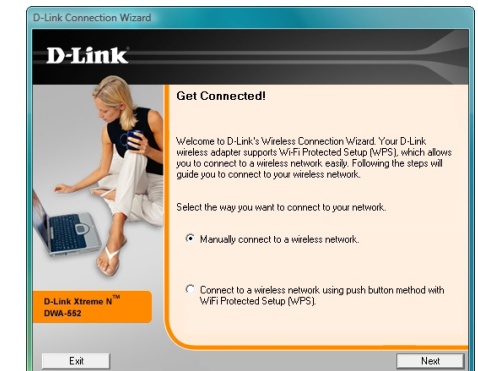 D-Link Connection Wizard
D-Link
Get Connected!
Welcome to D-Link's Wireless Connection Wizard. Your D-Link
wireless adapter supports Wi-Fi Protected Setup (WPS), which allows
you to connect to a wireless network easily. Following the steps will
guide you to connect to your wireless network.
Select the way you want to connect to your network.
Manually connect to a wireless network.
Connect to a wireless network using push button method with
WiFi Protected Setup (WPS).
D-Link Xtreme N™
DWA-552
Exit
Next